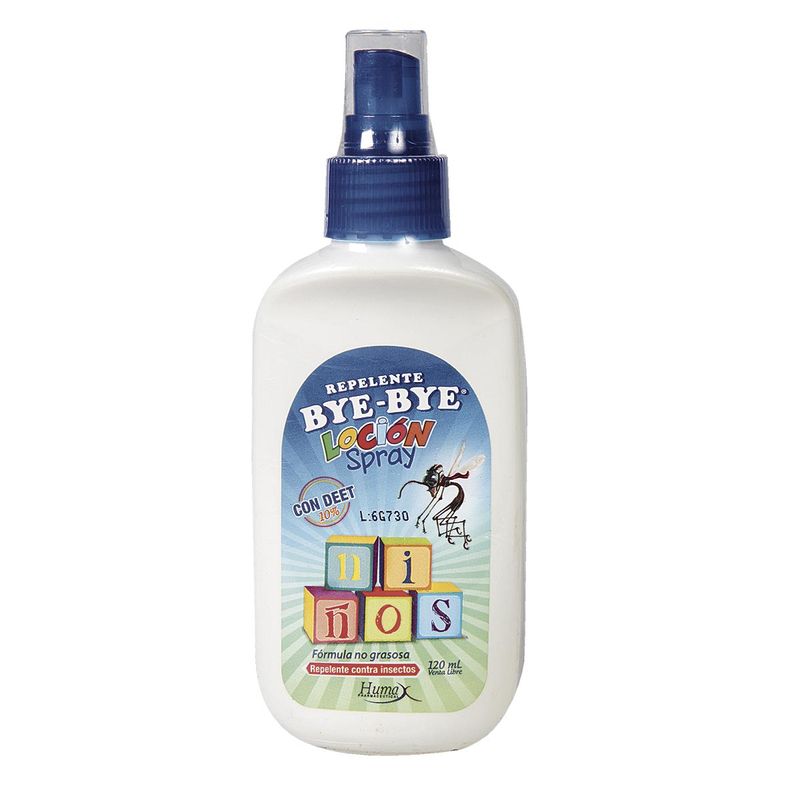 REPELENTE
BYE-BYE®
LOCIÓN
Spray
CON DEET
10%
L:6G730
ni
ños
Fórmula no grasosa
Repelente contra insectos
120 mL
Venta Libre
Humax
PHARMACEUTICAL